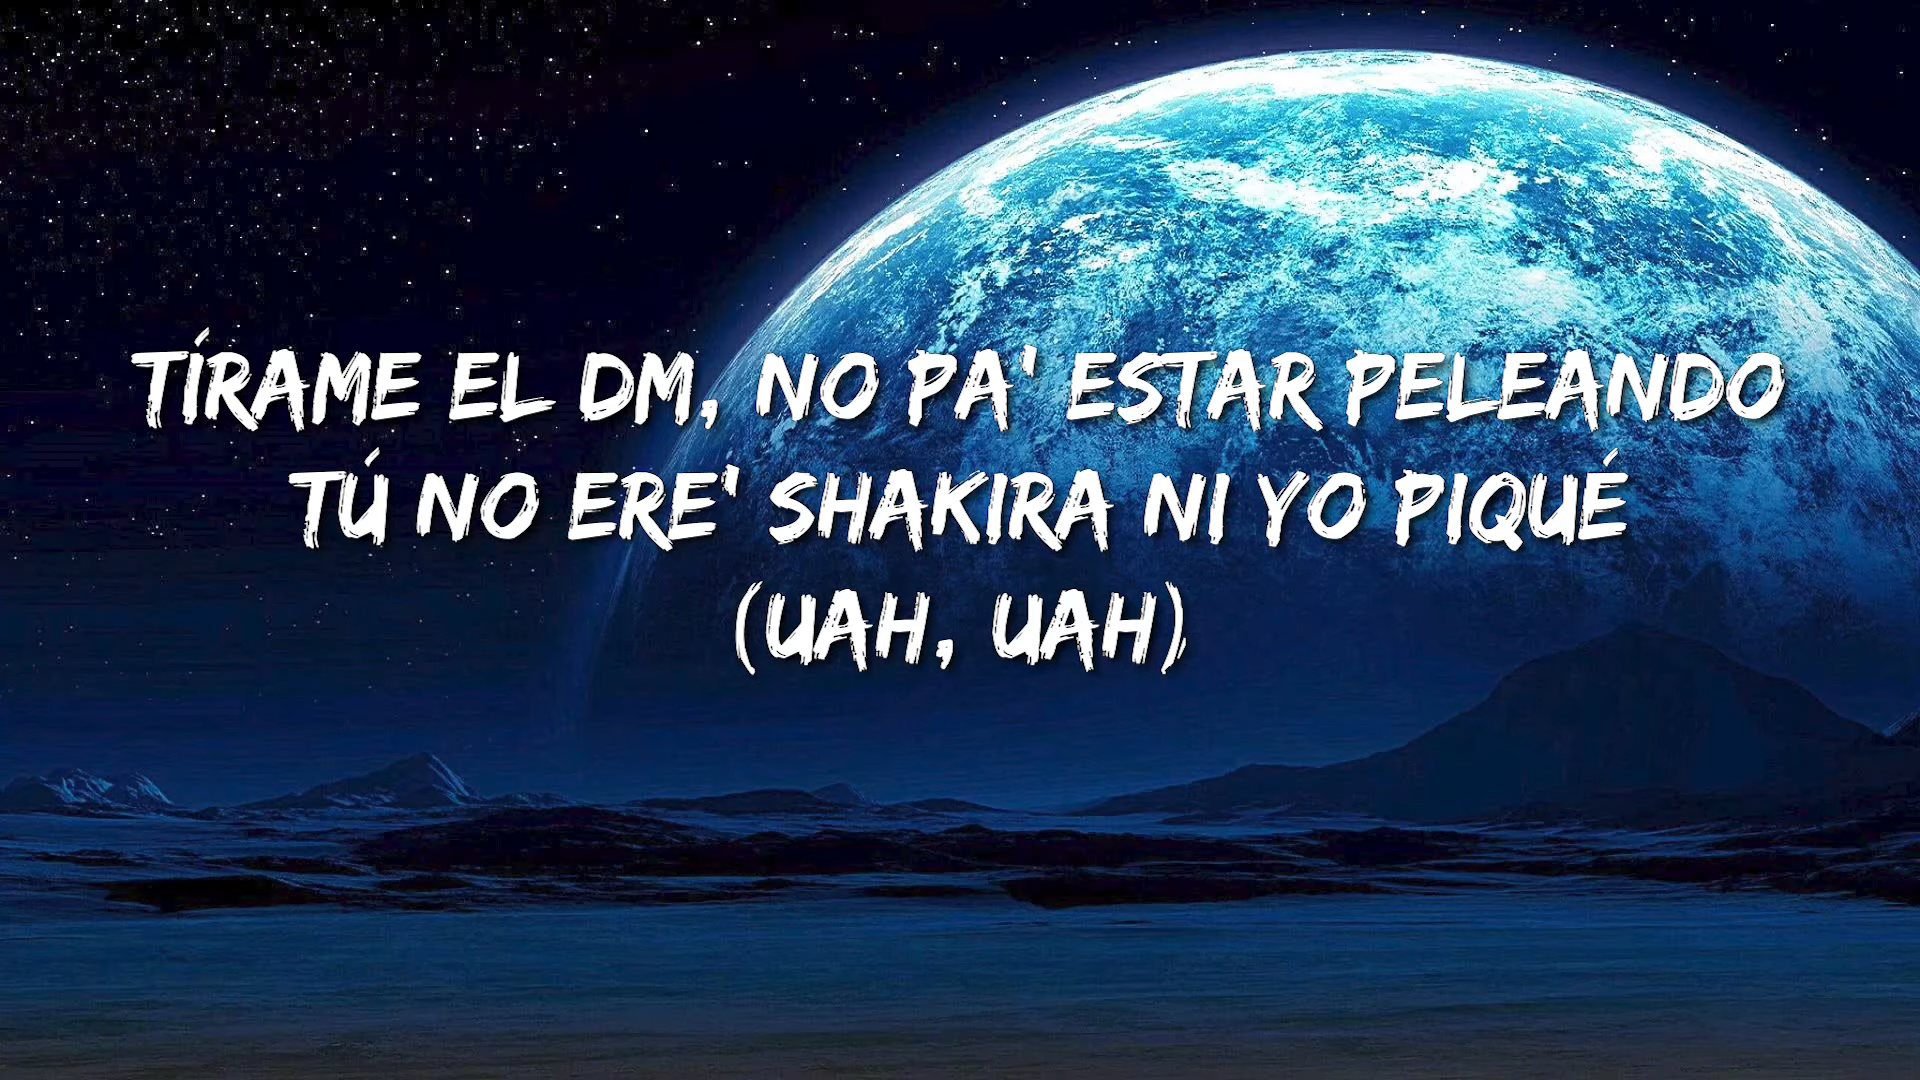 TÍRAME EL DM, NO PA' ESTAR PELEANDO
TÚ NO ERE' SHAKIRA NI YO PIQUÉ
(UAH, UAH)